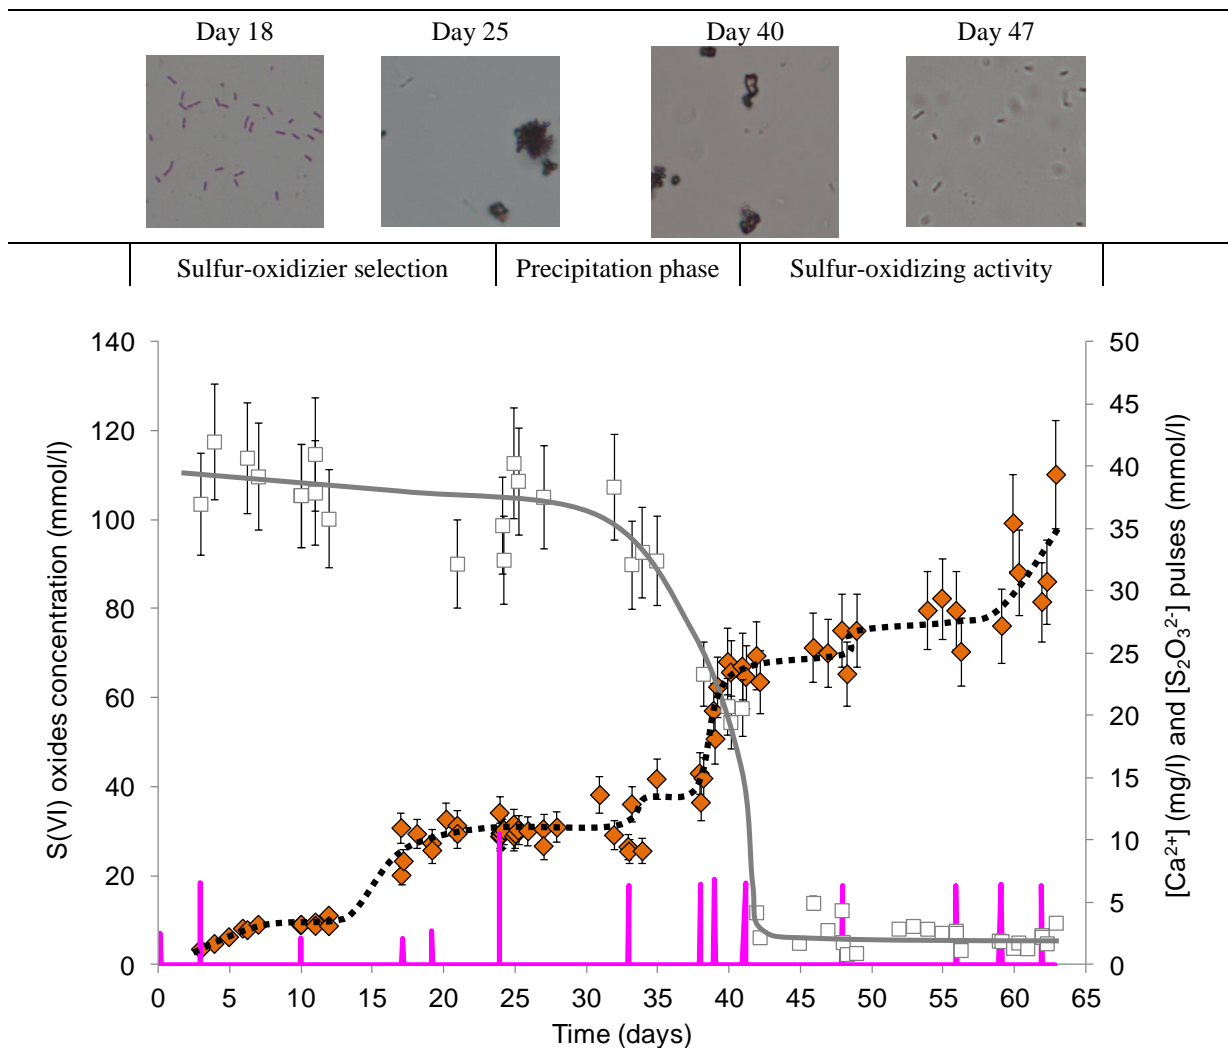 Day 18 Day 25 Day 40 Day 47
Sulfur-oxidizier selection Precipitation phase Sulfur-oxidizing activity
140 50
45
120
40
100 35
30
80
25
60
20
40 15
10
20
5
0 0
0 5 10 15 20 25 30 35 40 45 50 55 60 65
Time (days)
S(VI) oxides concentration (mmol/l)
[Ca²⁺] (mg/l) and [S₂O₃²⁻] pulses (mmol/l)